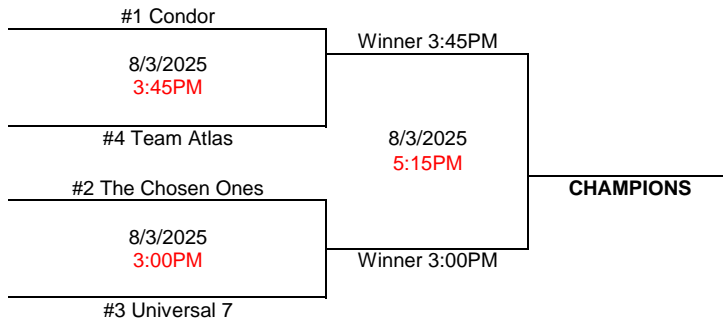 #1 Condor
Winner 3:45PM
8/3/2025
3:45PM
#4 Team Atlas
8/3/2025
5:15PM
#2 The Chosen Ones
CHAMPIONS
8/3/2025
3:00PM
Winner 3:00PM
#3 Universal 7